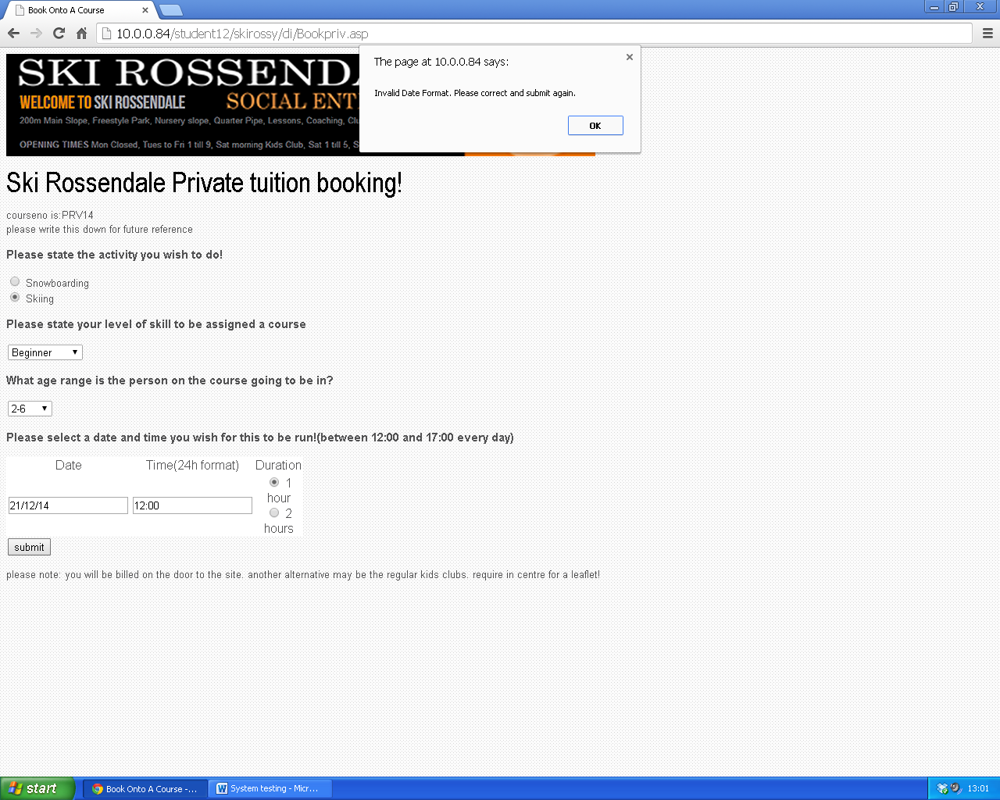 Book Onto A Course
10.0.0.84/student12/skirossy/di/Bookpriv.asp
The page at 10.0.0.84 says:
Invalid Date Format. Please correct and submit again.
OK
SKI ROSSENDA
WELCOME TO SKI ROSSENDALE
SOCIAL ENT
200m Main Slope, Freestyle Park, Nursery slope, Quarter Pipe, Lessons, Coaching, Clu
OPENING TIMES Mon Closed, Tues to Fri 1 till 9, Sat morning Kids Club, Sat 1 till 5, S
Ski Rossendale Private tuition booking!
courseno is:PRV14
please write this down for future reference
Please state the activity you wish to do!
Snowboarding
Skiing
Please state your level of skill to be assigned a course
Beginner
What age range is the person on the course going to be in?
2-6
Please select a date and time you wish for this to be run!(between 12:00 and 17:00 every day)
Date Time(24h format) Duration
21/12/14 12:00
1
hour
2
hours
submit
please note: you will be billed on the door to the site. another alternative may be the regular kids clubs. require in centre for a leaflet!
start
Book Onto A Course -...
System testing - Micr...
13:01